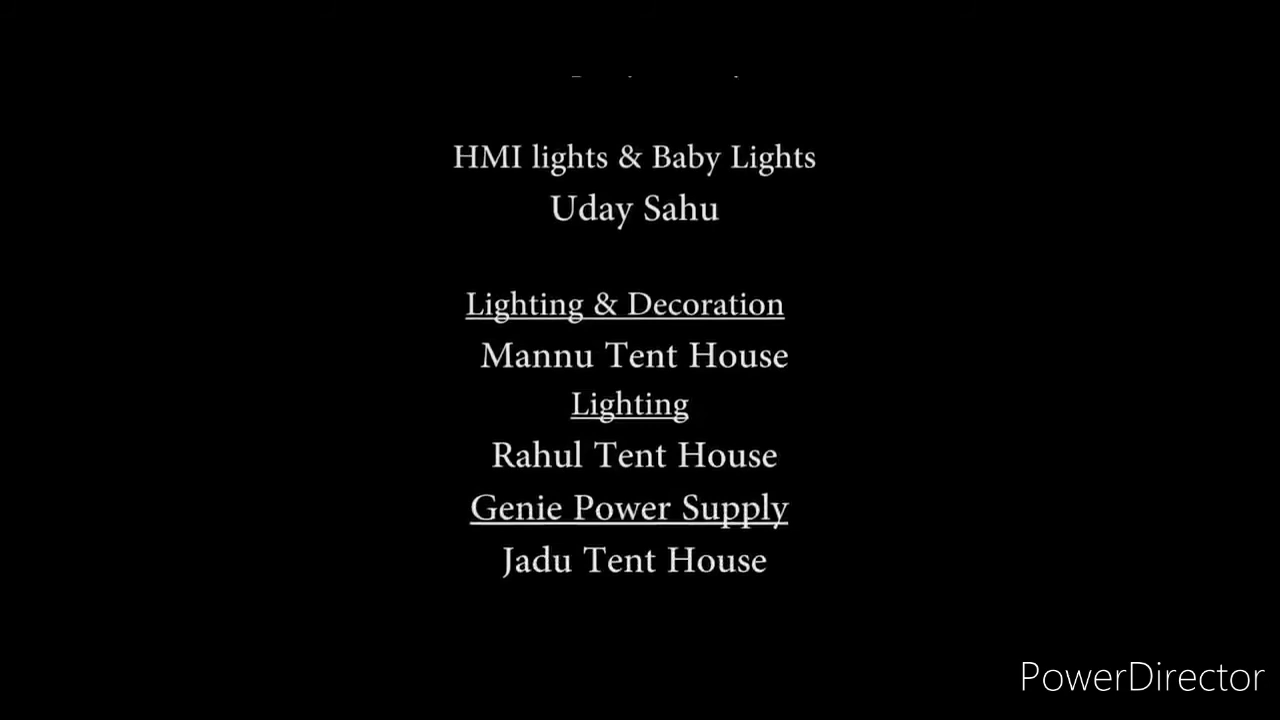 HMI lights & Baby Lights
Uday Sahu
Lighting & Decoration
Mannu Tent House
Lighting
Rahul Tent House
Genie Power Supply
Jadu Tent House
PowerDirector